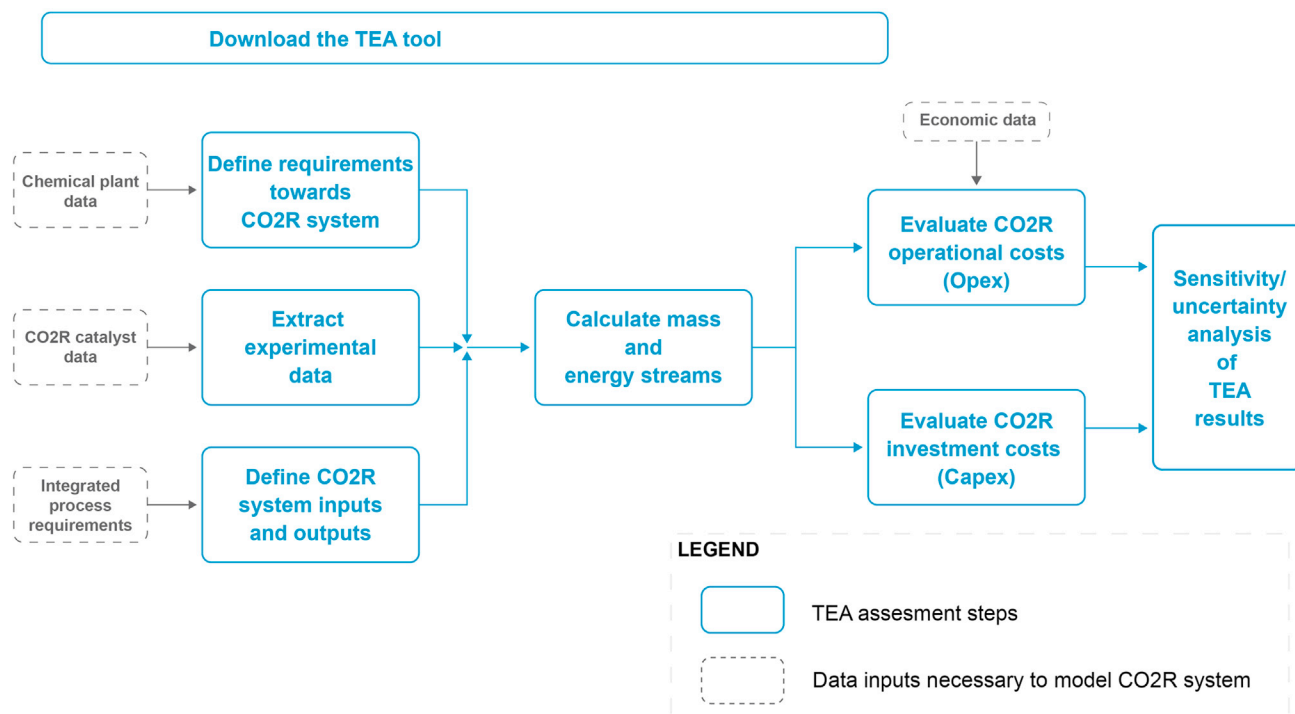 Download the TEA tool
Chemical plant
data
Define requirements
towards
CO2R system
CO2R catalyst
data
Extract
experimental
data
Integrated
process
requirements
Define CO2R
system inputs
and outputs
Calculate mass
and
energy streams
Economic data
Evaluate CO2R
operational costs
(Opex)
Evaluate CO2R
investment costs
(Capex)
Sensitivity/
uncertainty
analysis
of
TEA
results
LEGEND
TEA assesment steps
Data inputs necessary to model CO2R system